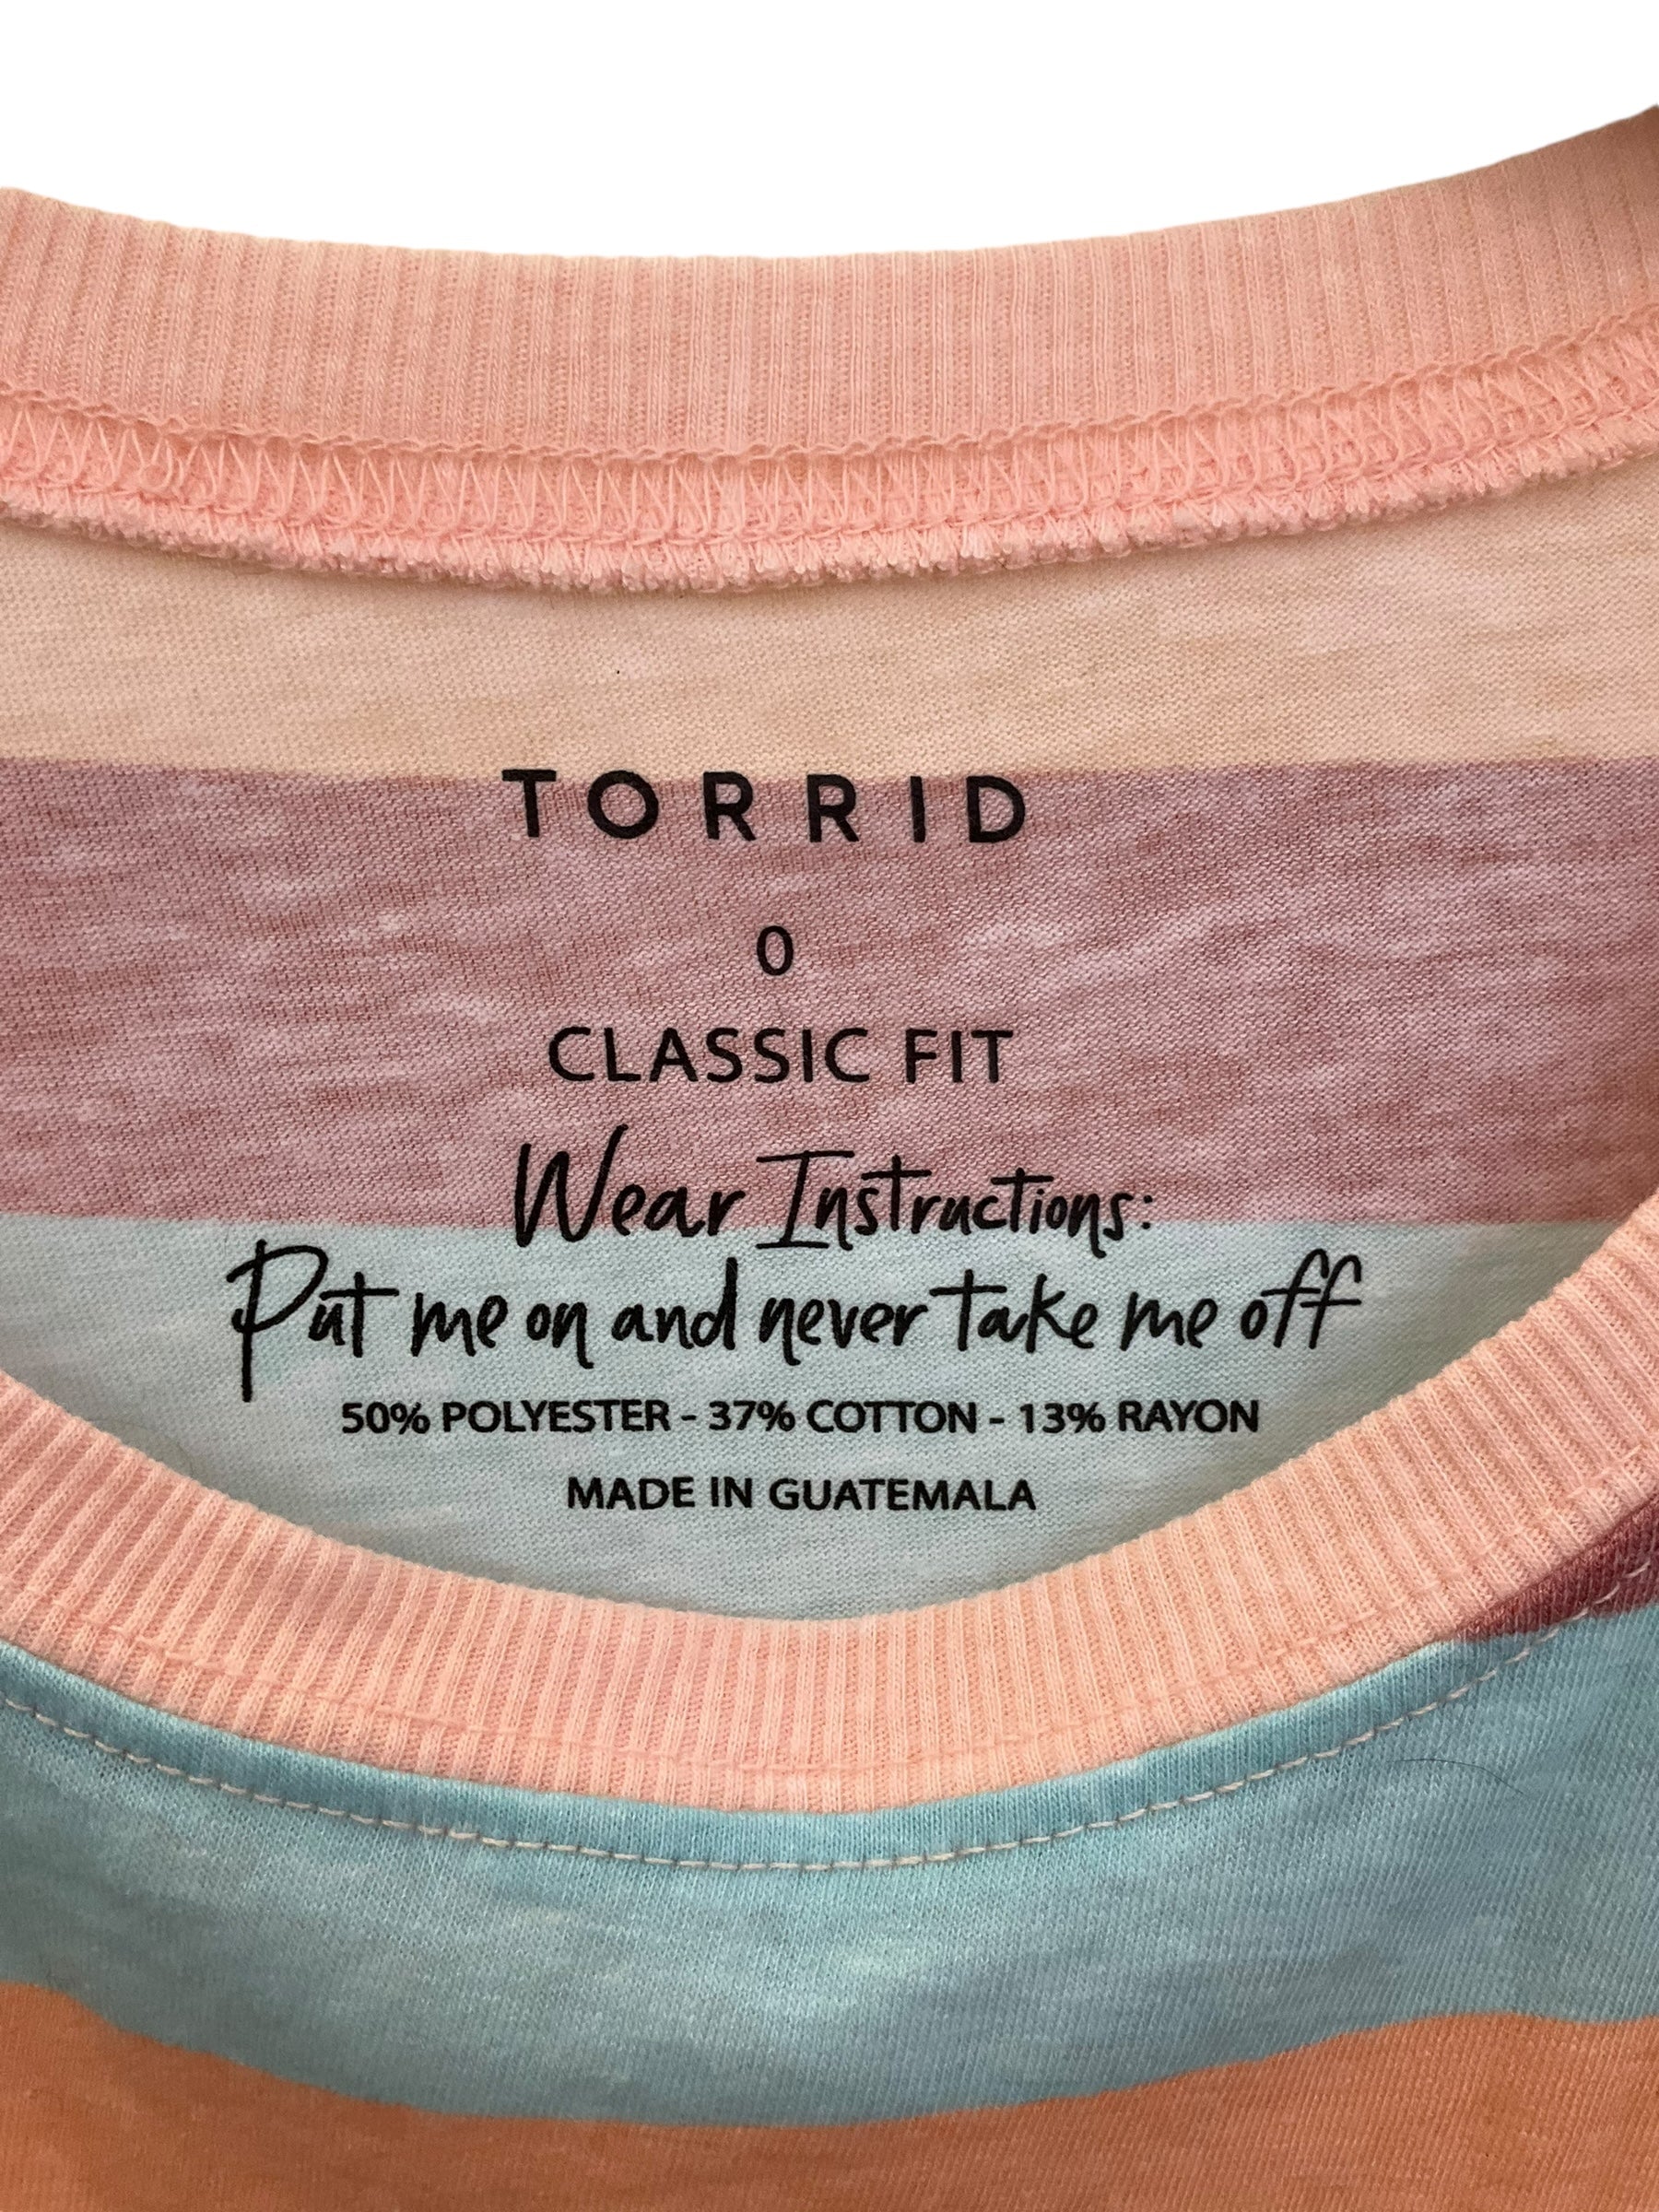 TORRID
0
CLASSIC FIT
Wear Instructions:
Put me on and never take me off
50% POLYESTER - 37% COTTON - 13% RAYON
MADE IN GUATEMALA